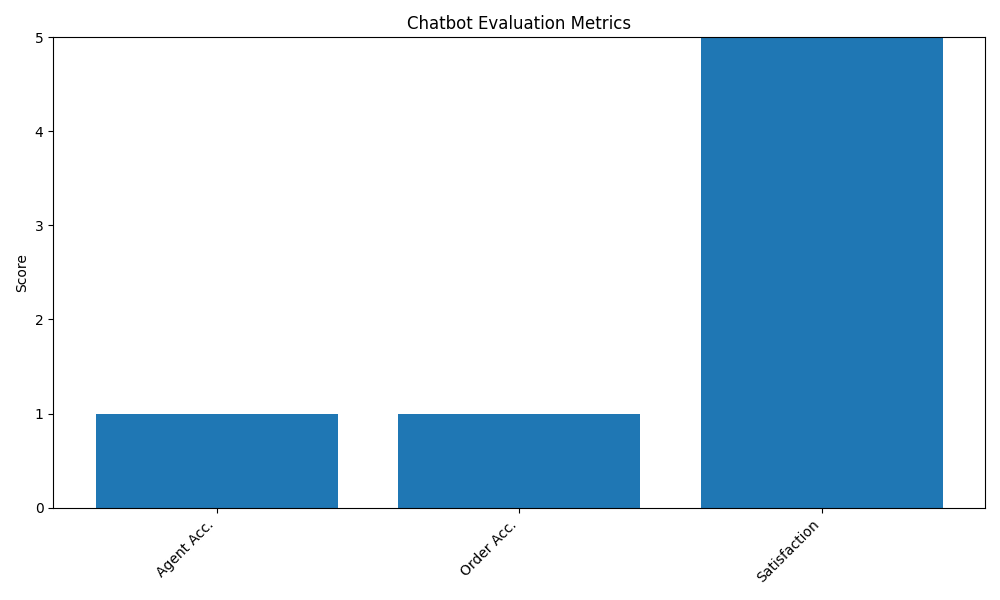 Chatbot Evaluation Metrics
5
4
3
2
1
0
Score
Agent Acc.
Order Acc.
Satisfaction